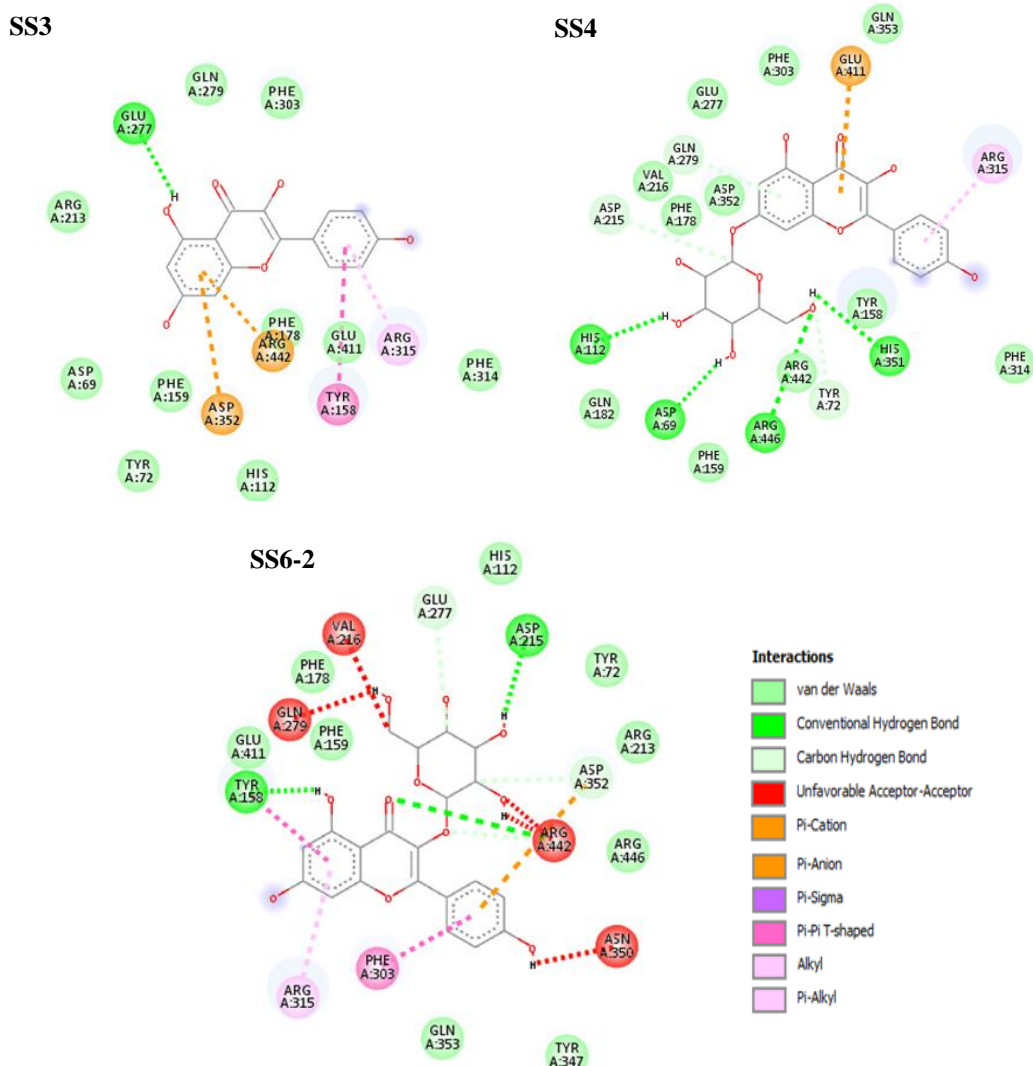 SS3
GLN
A:279
PHE
A:303
GLU
A:277
H
O
O
O
ARG
A:213
O
O
O
PHE
A:178
ARG
A:442
GLU
A:411
ARG
A:315
PHE
A:314
ASP
A:69
PHE
A:159
ASP
A:352
TYR
A:158
TYR
A:72
HIS
A:112
SS4
GLN
A:353
PHE
A:303
GLU
A:411
GLU
A:277
GLN
A:279
O
O
O
ARG
A:315
VAL
A:216
ASP
A:352
ASP
A:215
PHE
A:178
O
O
O
O
O
H
O
H
O
TYR
A:158
HIS
A:112
O
H
HIS
A:351
PHE
A:314
ARG
A:442
TYR
A:72
GLN
A:182
ASP
A:69
ARG
A:446
PHE
A:159
SS6-2
HIS
A:112
GLU
A:277
ASP
A:215
VAL
A:216
PHE
A:178
TYR
A:72
H
O
O
H
O
GLN
A:279
PHE
A:159
GLU
A:411
ARG
A:213
ASP
A:352
TYR
A:158
H
O
O
O
O
H
O
ARG
A:442
ARG
A:446
O
O
O
H
ASN
A:350
PHE
A:303
ARG
A:315
GLN
A:353
TYR
A:347
Interactions
van der Waals
Conventional Hydrogen Bond
Carbon Hydrogen Bond
Unfavorable Acceptor-Acceptor
Pi-Cation
Pi-Anion
Pi-Sigma
Pi-Pi T-shaped
Alkyl
Pi-Alkyl